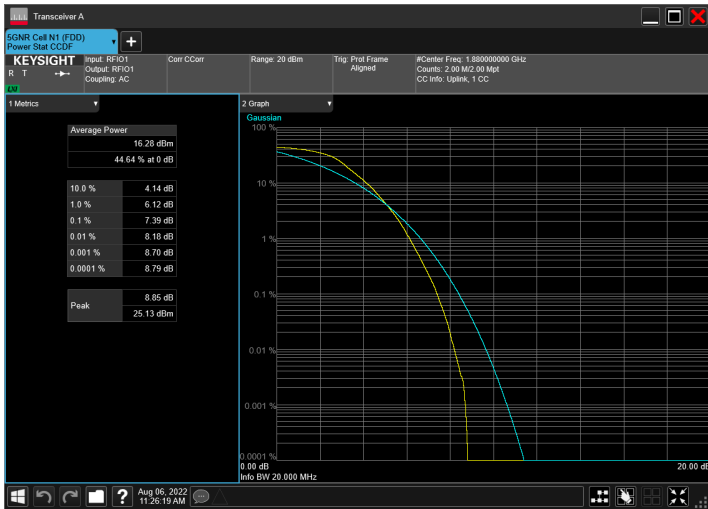 Transceiver A
5GNR Cell N1 (FDD)
Power Stat CCDF
KEYSIGHT
R T
LXI
Input: RFIO1
Output: RFIO1
Coupling: AC
Corr CCorr
Range: 20 dBm
Trig: Prot Frame
Aligned
#Center Freq: 1.880000000 GHz
Counts: 2.00 M/2.00 Mpt
CC Info: Uplink, 1 CC
1 Metrics
Average Power
16.28 dBm
44.64 % at 0 dB
10.0 % 4.14 dB
1.0 % 6.12 dB
0.1 % 7.39 dB
0.01 % 8.18 dB
0.001 % 8.70 dB
0.0001 % 8.79 dB
Peak 8.85 dB
25.13 dBm
2 Graph
Gaussian
100 %
10 %
1 %
0.1 %
0.01 %
0.001 %
0.0001 %
0.00 dB 20.00 dB
Info BW 20.000 MHz
? Aug 06, 2022
11:26:19 AM